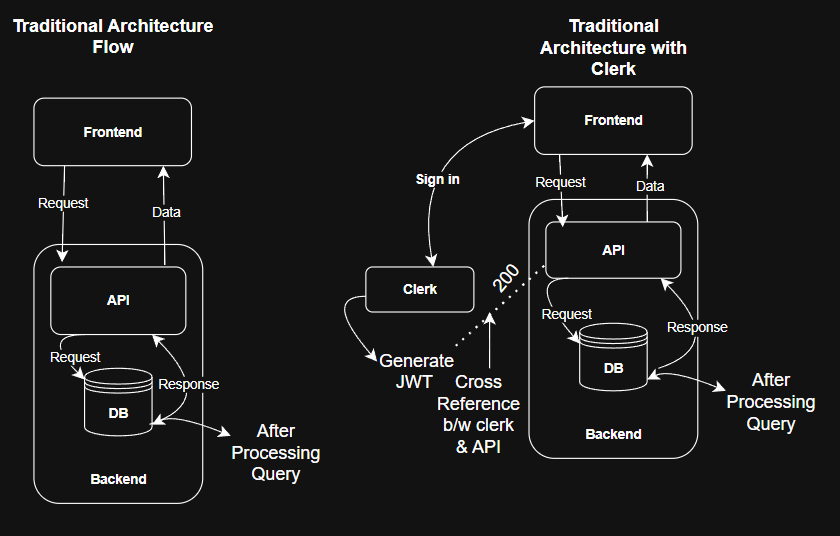 Traditional Architecture
Flow
Frontend
Request
Data
API
Request
Response
DB
After
Processing
Query
Backend
Traditional
Architecture with
Clerk
Frontend
Sign in
Request
Data
API
Clerk
200
Request
Response
Generate
JWT
Cross
Reference
b/w clerk
& API
DB
After
Processing
Query
Backend